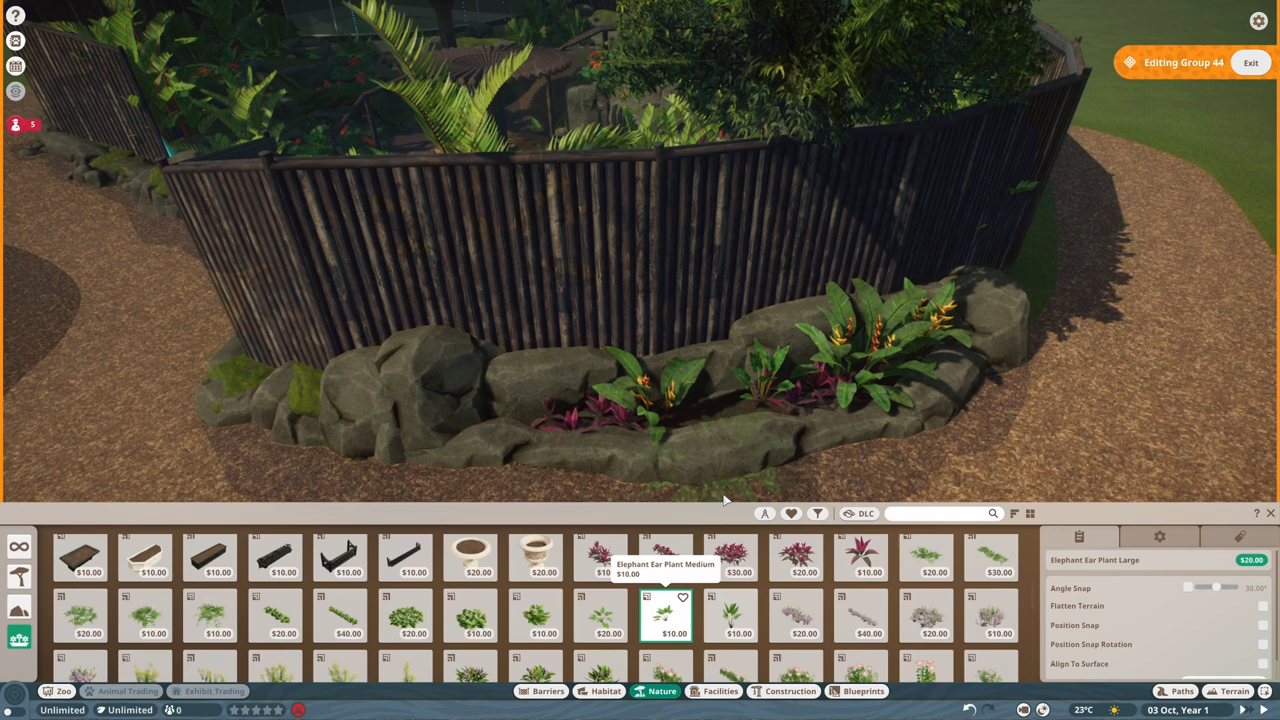 ?
Editing Group 44
Exit
5
DLC
?
$10.00
$10.00
$10.00
$10.00
$10.00
$10.00
$20.00
$20.00
$30.00
$20.00
$10.00
$20.00
$30.00
Elephant Ear Plant Medium
$10.00
$20.00
$10.00
$10.00
$20.00
$40.00
$20.00
$10.00
$10.00
$20.00
$10.00
$10.00
$20.00
$40.00
$20.00
$10.00
Elephant Ear Plant Large
$20.00
Angle Snap
30.00°
Flatten Terrain
Position Snap
Position Snap Rotation
Align To Surface
Zoo
Animal Trading
Exhibit Trading
Barriers
Habitat
Nature
Facilities
Construction
Blueprints
Paths
Terrain
Unlimited
Unlimited
0
23°C
03 Oct, Year 1